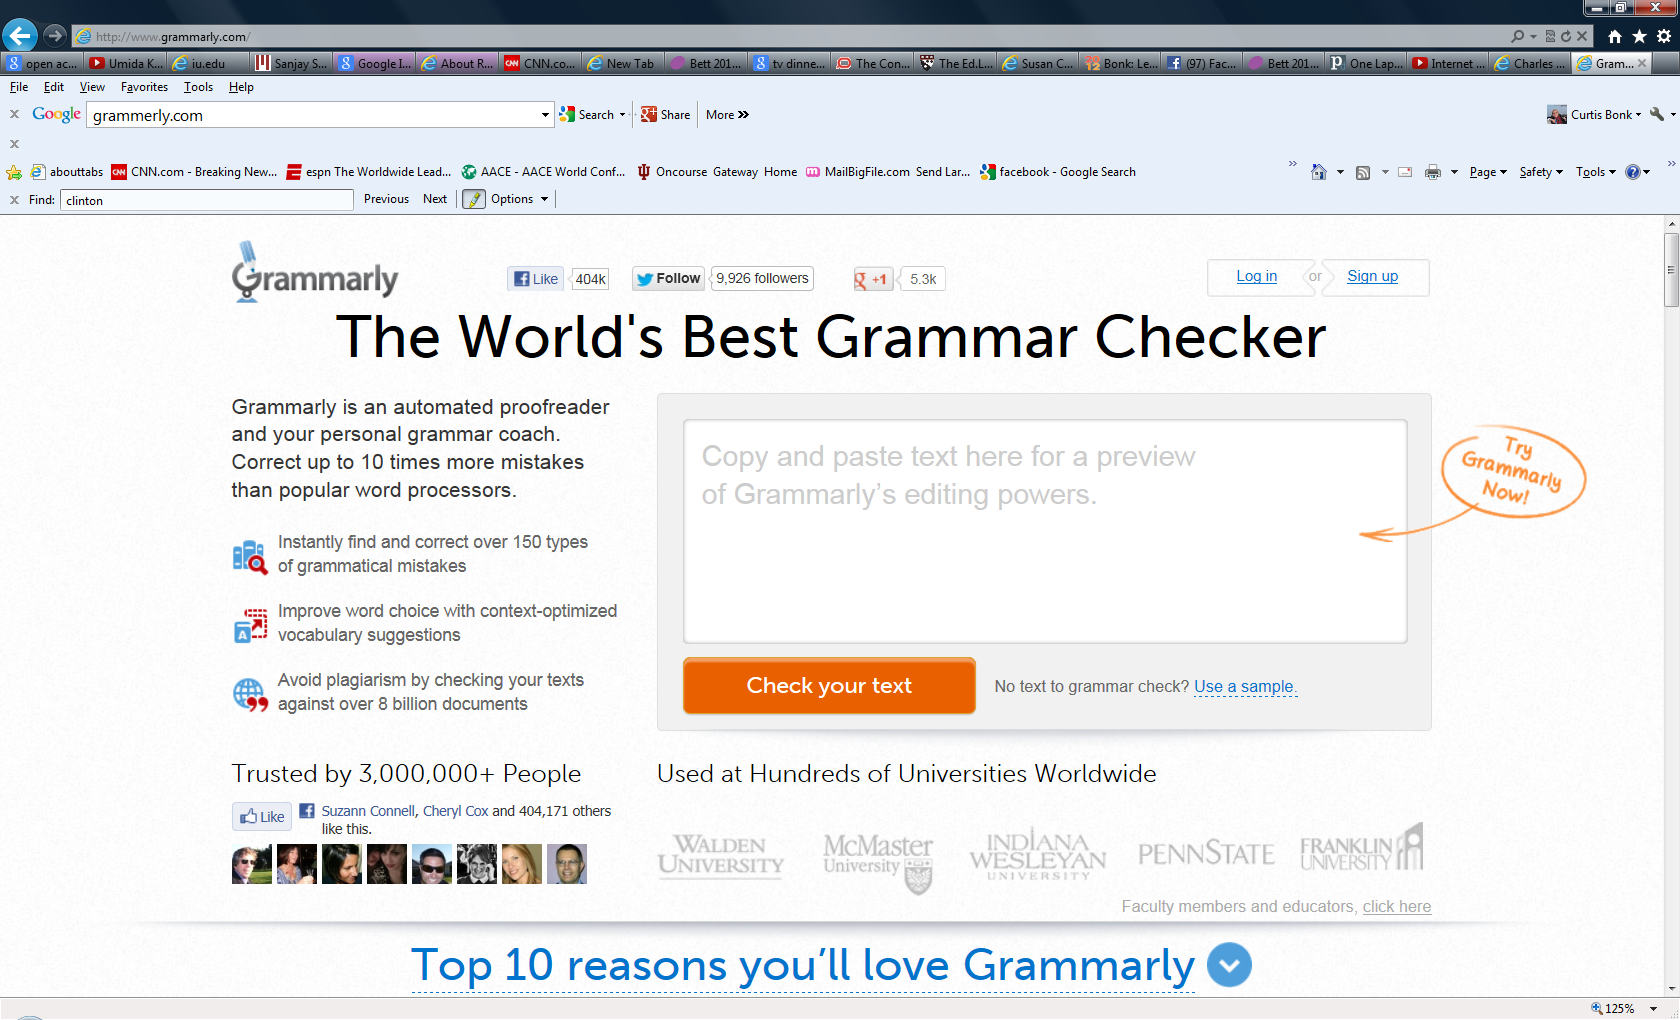 http://www.grammarly.com/
open ac...
Umida K...
iu.edu
Sanjay S...
Google I...
About R...
CNN.co...
New Tab
Bett 201...
tv dinne...
The Con...
The Ed.L...
Susan C...
Bonk: Le...
(97) Fac...
Bett 201...
One Lap...
Internet ...
Charles ...
Gram...
File Edit View Favorites Tools Help
x Google grammerly.com Search Share More »
Curtis Bonk
x
abouttabs CNN.com - Breaking New... espn The Worldwide Lead... AACE - AACE World Conf... Oncourse Gateway Home MailBigFile.com Send Lar... facebook - Google Search
Page Safety Tools
x Find: clinton Previous Next Options
Grammarly
Like 404k
Follow 9,926 followers
+1 5.3k
Log in or Sign up
The World's Best Grammar Checker
Grammarly is an automated proofreader
and your personal grammar coach.
Correct up to 10 times more mistakes
than popular word processors.
Instantly find and correct over 150 types
of grammatical mistakes
Improve word choice with context-optimized
vocabulary suggestions
Avoid plagiarism by checking your texts
against over 8 billion documents
Copy and paste text here for a preview
of Grammarly’s editing powers.
Try
Grammarly
Now!
Check your text
No text to grammar check? Use a sample.
Trusted by 3,000,000+ People
Like
Suzann Connell, Cheryl Cox and 404,171 others
like this.
Used at Hundreds of Universities Worldwide
WALDEN
UNIVERSITY
McMaster
University
INDIANA
WESLEYAN
UNIVERSITY
PENNSTATE
FRANKLIN
UNIVERSITY
Faculty members and educators, click here
Top 10 reasons you’ll love Grammarly
125%